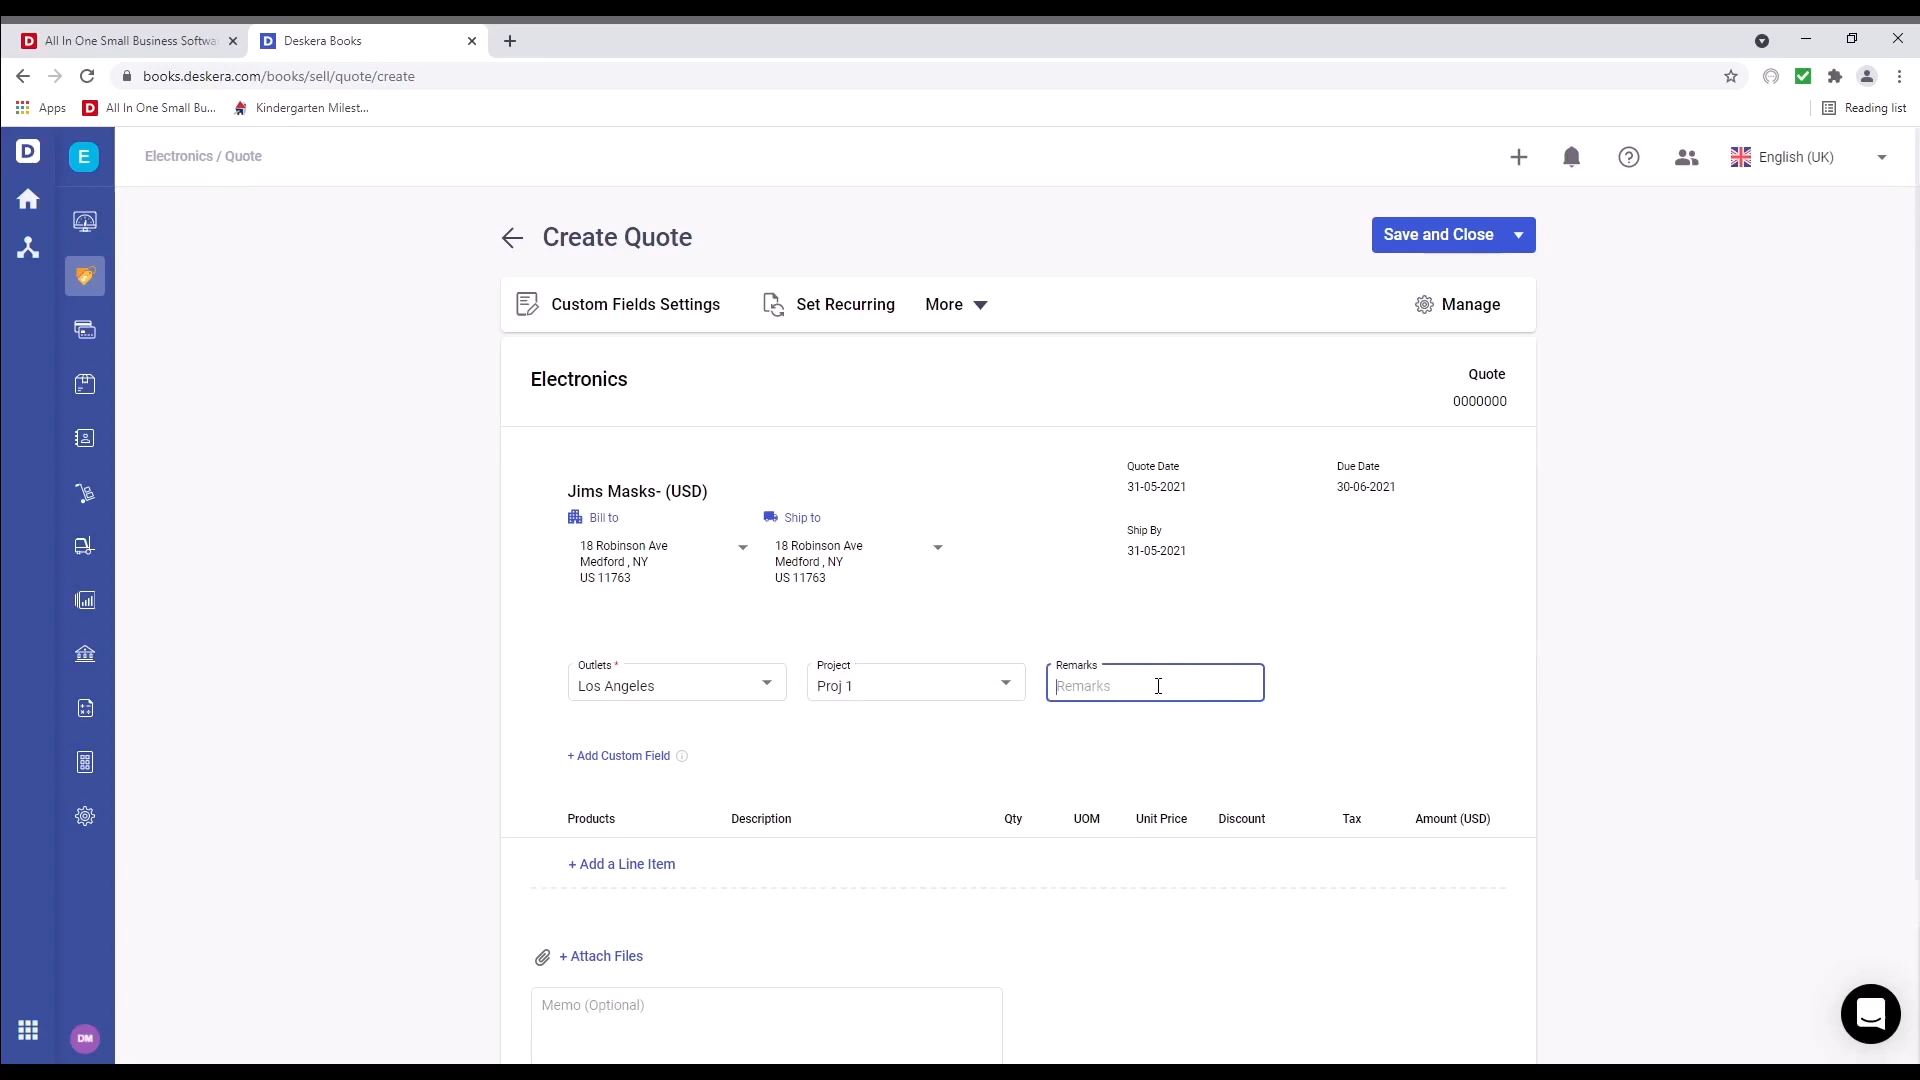 All In One Small Business Softwa
Deskera Books
books.deskera.com/books/sell/quote/create
Apps
All In One Small Bu...
Kindergarten Milest...
Reading list
D
E
Electronics / Quote
English (UK)
Create Quote
Save and Close
Custom Fields Settings
Set Recurring
More
Manage
Electronics
Quote
0000000
Jims Masks- (USD)
Quote Date
Due Date
31-05-2021
30-06-2021
Bill to
Ship to
Ship By
31-05-2021
18 Robinson Ave
Medford , NY
US 11763
18 Robinson Ave
Medford , NY
US 11763
Outlets *
Los Angeles
Project
Proj 1
Remarks
Remarks
+ Add Custom Field
Products Description Qty UOM Unit Price Discount Tax Amount (USD)
+ Add a Line Item
+ Attach Files
Memo (Optional)
DM